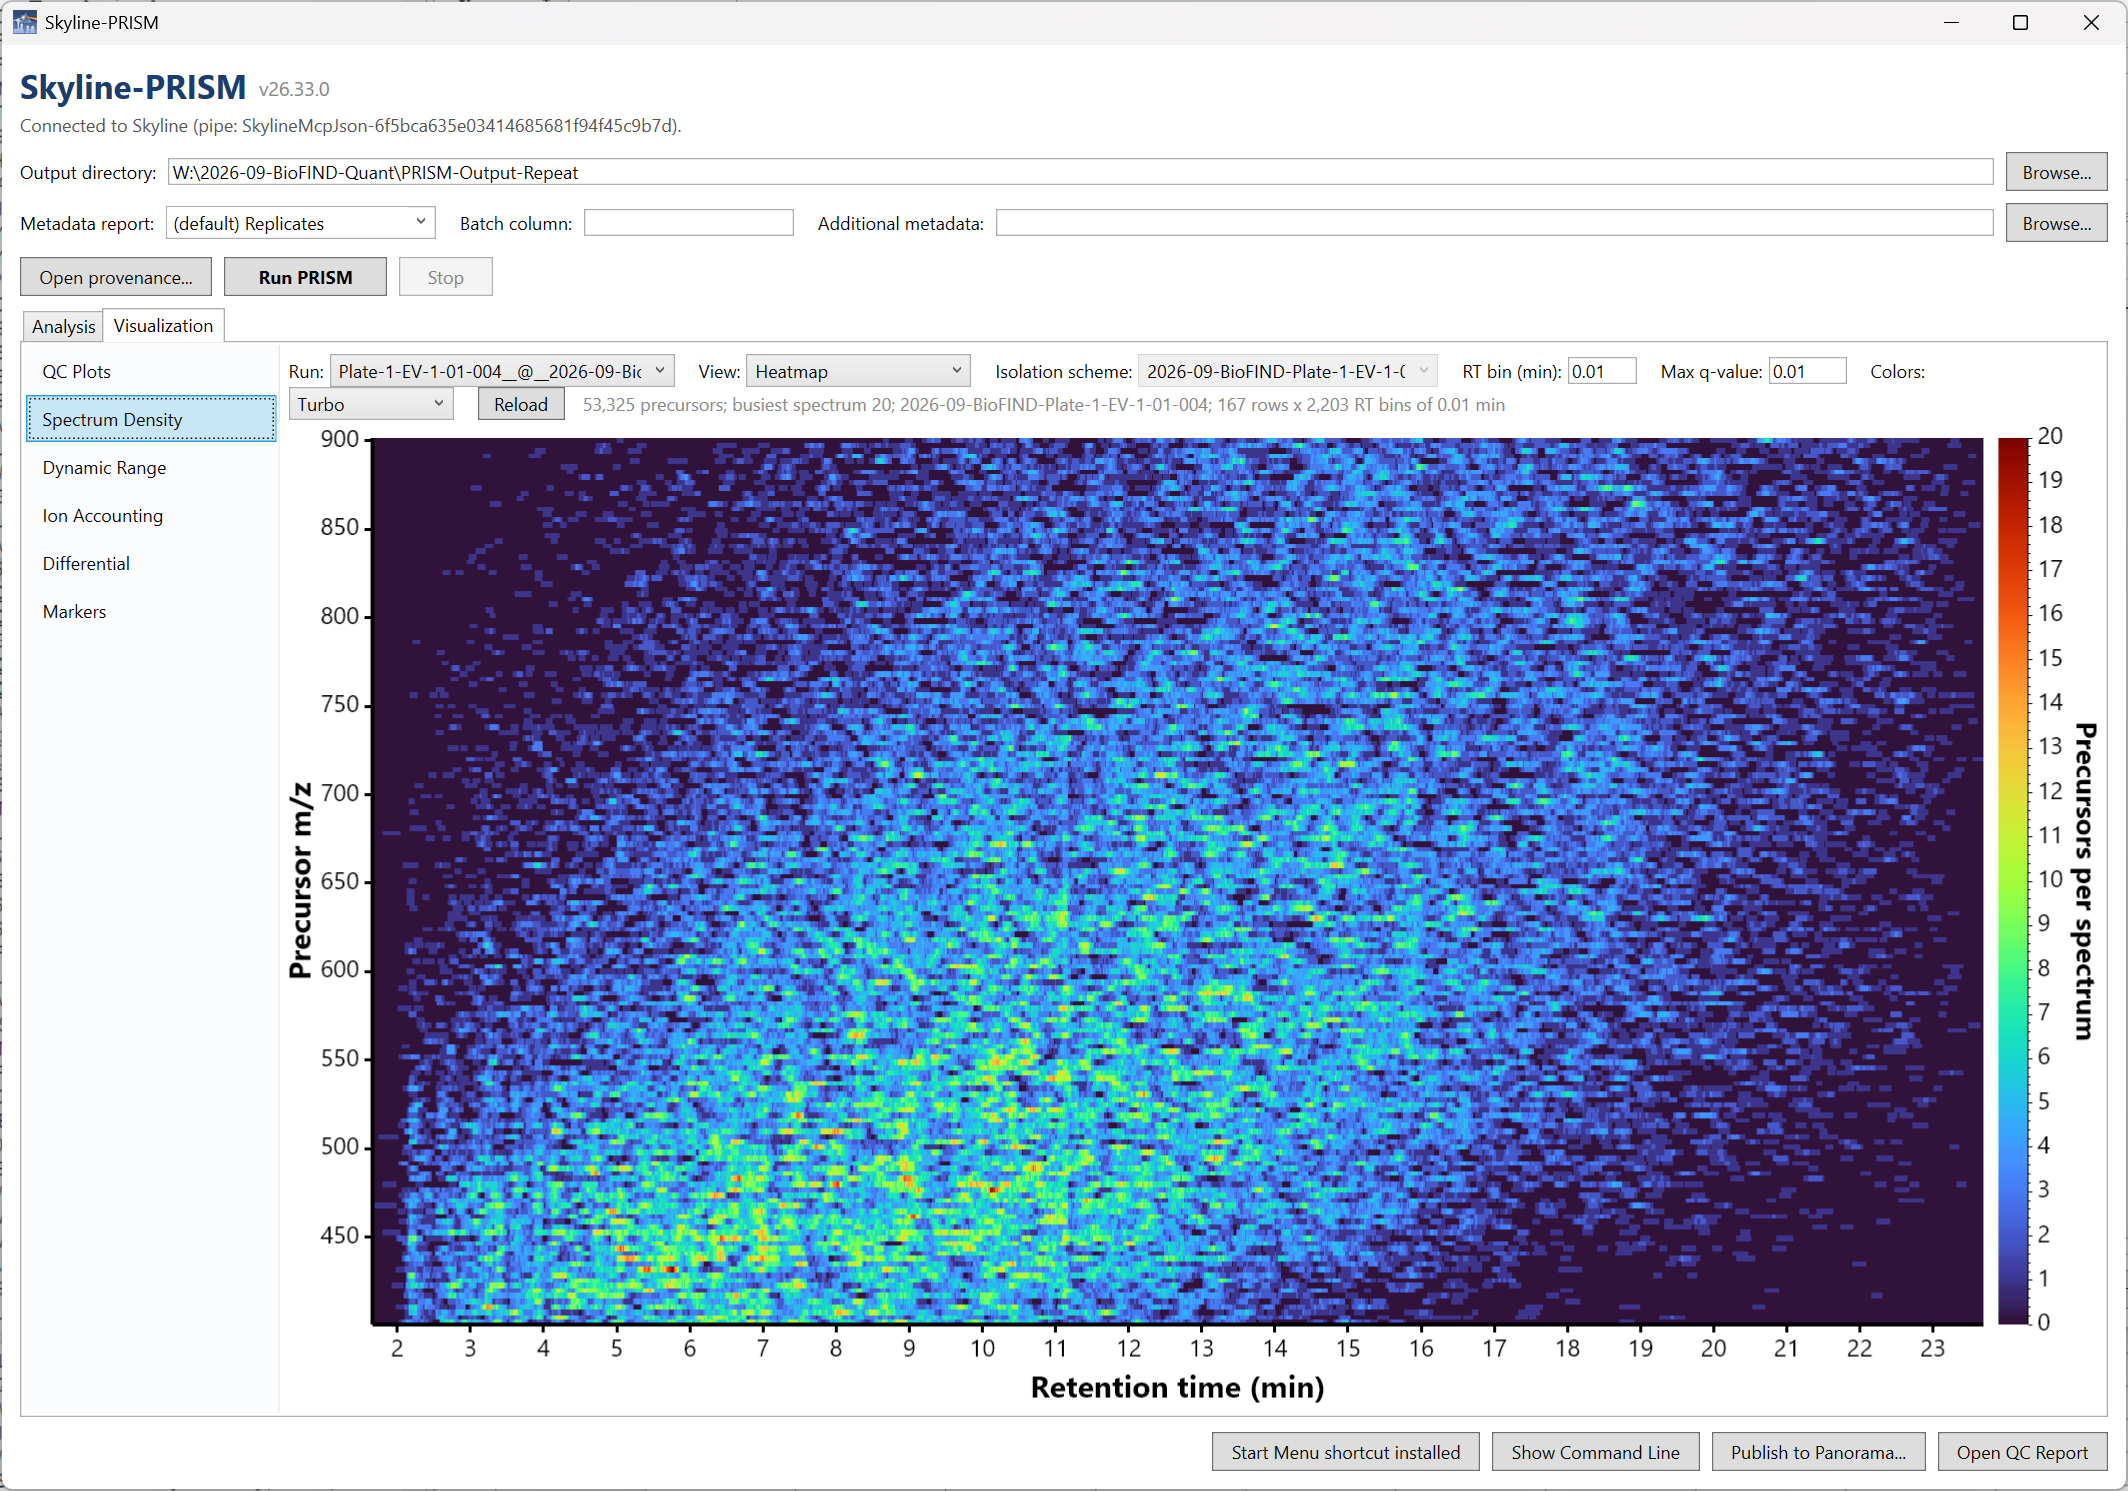 Skyline-PRISM
Skyline-PRISM v26.33.0
Connected to Skyline (pipe: SkylineMcpJson-6f5bca635e03414685681f94f45c9b7d).
Output directory: W:\2026-09-BioFIND-Quant\PRISM-Output-Repeat Browse...
Metadata report: (default) Replicates Batch column: Additional metadata: Browse...
Open provenance... Run PRISM Stop
Analysis Visualization
QC Plots
Spectrum Density
Dynamic Range
Ion Accounting
Differential
Markers
Run: Plate-1-EV-1-01-004__@__2026-09-Bic View: Heatmap Isolation scheme: 2026-09-BioFIND-Plate-1-EV-1-0 RT bin (min): 0.01 Max q-value: 0.01 Colors:
Turbo Reload 53,325 precursors; busiest spectrum 20; 2026-09-BioFIND-Plate-1-EV-1-01-004; 167 rows x 2,203 RT bins of 0.01 min
Precursor m/z
900
850
800
750
700
650
600
550
500
450
2 3 4 5 6 7 8 9 10 11 12 13 14 15 16 17 18 19 20 21 22 23
Retention time (min)
20
19
18
17
16
15
14
13
12
11
10
9
8
7
6
5
4
3
2
1
0
Precursors per spectrum
Start Menu shortcut installed Show Command Line Publish to Panorama... Open QC Report